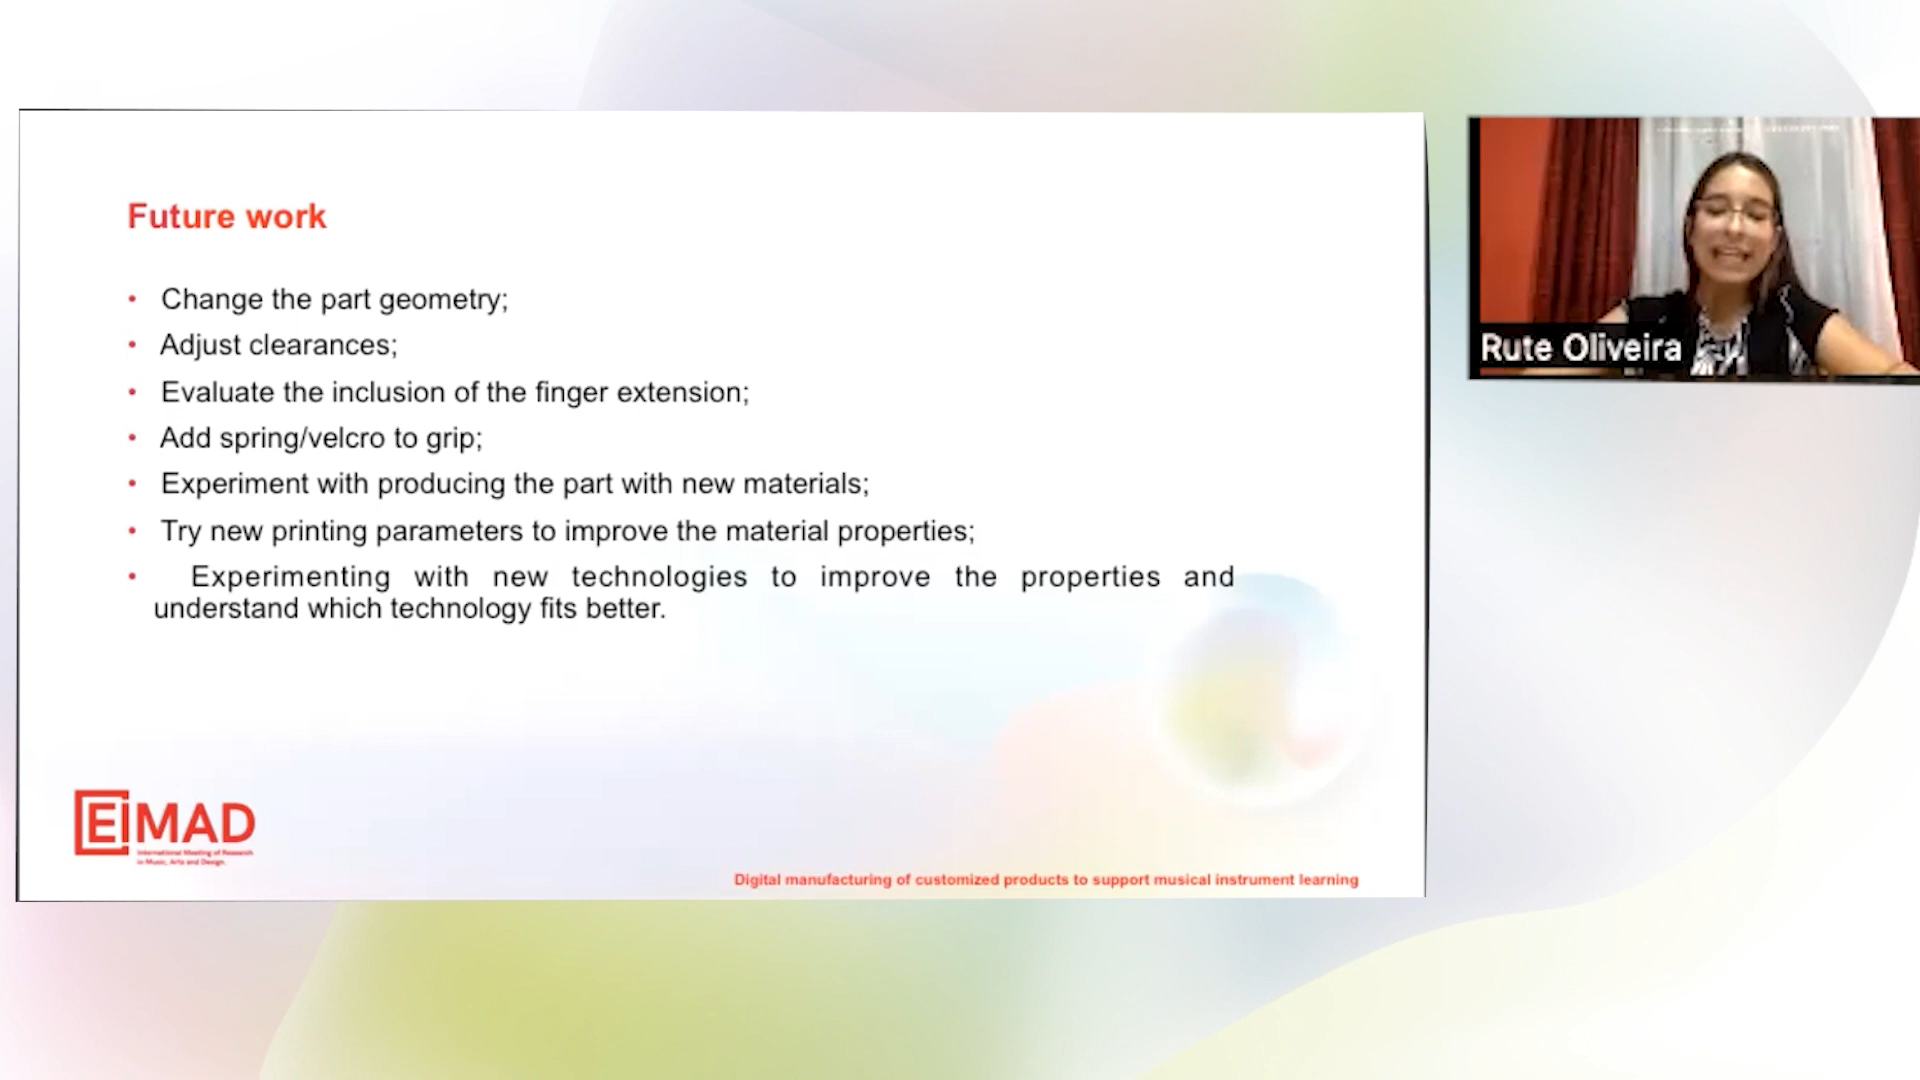 Future work
• Change the part geometry;
• Adjust clearances;
• Evaluate the inclusion of the finger extension;
• Add spring/velcro to grip;
• Experiment with producing the part with new materials;
• Try new printing parameters to improve the material properties;
• Experimenting with new technologies to improve the properties and
understand which technology fits better.
Rute Oliveira
EIMAD
International Meeting of Research
in Music, Arts and Design.
Digital manufacturing of customized products to support musical instrument learning